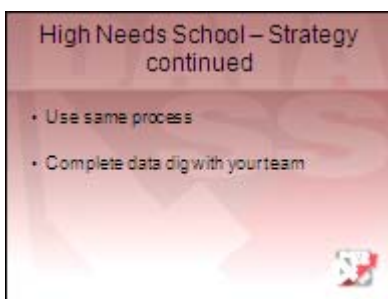 High Needs School – Strategy
continued
• Use same process
• Complete data dig with your team